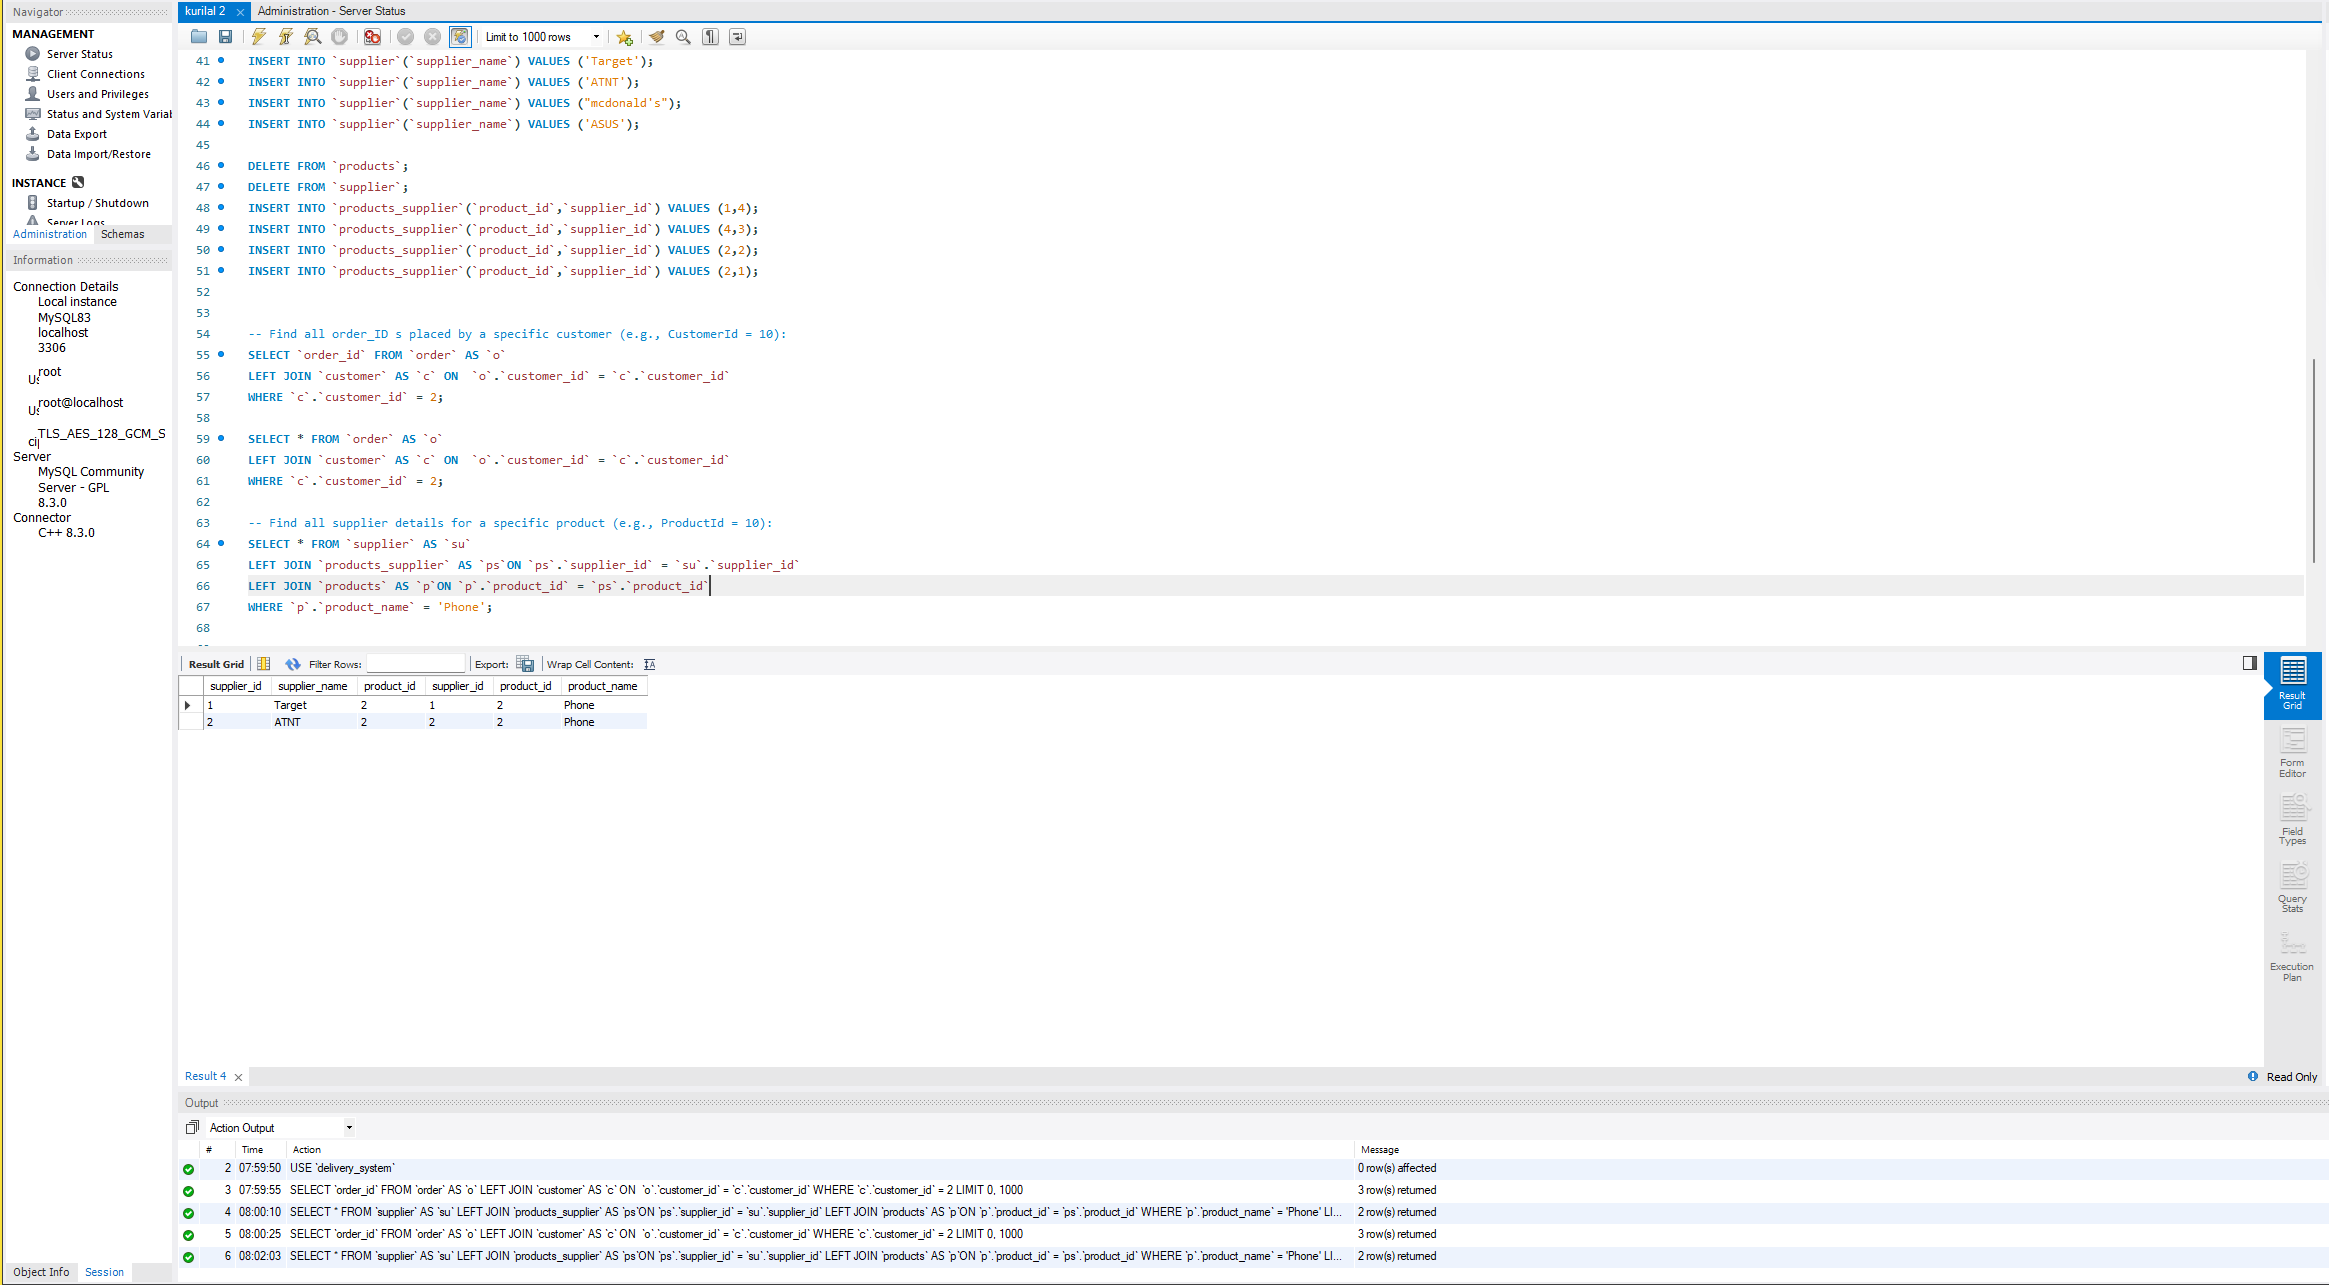 Navigator
MANAGEMENT
Server Status
Client Connections
Users and Privileges
Status and System Variab
Data Export
Data Import/Restore
INSTANCE
Startup / Shutdown
Server Logs
Administration Schemas
Information
Connection Details
Local instance
MySQL83
localhost
3306
root
Us
root@localhost
Us
TLS_AES_128_GCM_S
cip
Server
MySQL Community
Server - GPL
8.3.0
Connector
C++ 8.3.0
Object Info Session
kurilal 2 Administration - Server Status
Limit to 1000 rows
41 INSERT INTO `supplier`(`supplier_name`) VALUES ('Target');
42 INSERT INTO `supplier`(`supplier_name`) VALUES ('ATNT');
43 INSERT INTO `supplier`(`supplier_name`) VALUES ("mcdonald's");
44 INSERT INTO `supplier`(`supplier_name`) VALUES ('ASUS');
45
46 DELETE FROM `products`;
47 DELETE FROM `supplier`;
48 INSERT INTO `products_supplier`(`product_id`,`supplier_id`) VALUES (1,4);
49 INSERT INTO `products_supplier`(`product_id`,`supplier_id`) VALUES (4,3);
50 INSERT INTO `products_supplier`(`product_id`,`supplier_id`) VALUES (2,2);
51 INSERT INTO `products_supplier`(`product_id`,`supplier_id`) VALUES (2,1);
52
53
54 -- Find all order_ID s placed by a specific customer (e.g., CustomerId = 10):
55 SELECT `order_id` FROM `order` AS `o`
56 LEFT JOIN `customer` AS `c` ON  `o`.`customer_id` = `c`.`customer_id`
57 WHERE `c`.`customer_id` = 2;
58
59 SELECT * FROM `order` AS `o`
60 LEFT JOIN `customer` AS `c` ON  `o`.`customer_id` = `c`.`customer_id`
61 WHERE `c`.`customer_id` = 2;
62
63 -- Find all supplier details for a specific product (e.g., ProductId = 10):
64 SELECT * FROM `supplier` AS `su`
65 LEFT JOIN `products_supplier` AS `ps`ON `ps`.`supplier_id` = `su`.`supplier_id`
66 LEFT JOIN `products` AS `p`ON `p`.`product_id` = `ps`.`product_id`
67 WHERE `p`.`product_name` = 'Phone';
68
Result Grid Filter Rows: Export: Wrap Cell Content:
supplier_id supplier_name product_id supplier_id product_id product_name
1 Target 2 1 2 Phone
2 ATNT 2 2 2 Phone
Result
Grid
Form
Editor
Field
Types
Query
Stats
Execution
Plan
Result 4 Read Only
Output
Action Output
# Time Action Message
2 07:59:50 USE `delivery_system` 0 row(s) affected
3 07:59:55 SELECT `order_id` FROM `order` AS `o` LEFT JOIN `customer` AS `c` ON  `o`.`customer_id` = `c`.`customer_id` WHERE `c`.`customer_id` = 2 LIMIT 0, 1000 3 row(s) returned
4 08:00:10 SELECT * FROM `supplier` AS `su` LEFT JOIN `products_supplier` AS `ps`ON `ps`.`supplier_id` = `su`.`supplier_id` LEFT JOIN `products` AS `p`ON `p`.`product_id` = `ps`.`product_id` WHERE `p`.`product_name` = 'Phone' LI... 2 row(s) returned
5 08:00:25 SELECT `order_id` FROM `order` AS `o` LEFT JOIN `customer` AS `c` ON  `o`.`customer_id` = `c`.`customer_id` WHERE `c`.`customer_id` = 2 LIMIT 0, 1000 3 row(s) returned
6 08:02:03 SELECT * FROM `supplier` AS `su` LEFT JOIN `products_supplier` AS `ps`ON `ps`.`supplier_id` = `su`.`supplier_id` LEFT JOIN `products` AS `p`ON `p`.`product_id` = `ps`.`product_id` WHERE `p`.`product_name` = 'Phone' LI... 2 row(s) returned